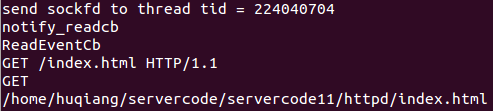 send sockfd to thread tid = 224040704
notify_readcb
ReadEventCb
GET /index.html HTTP/1.1
GET
/home/huqiang/servercode/servercode11/httpd/index.html